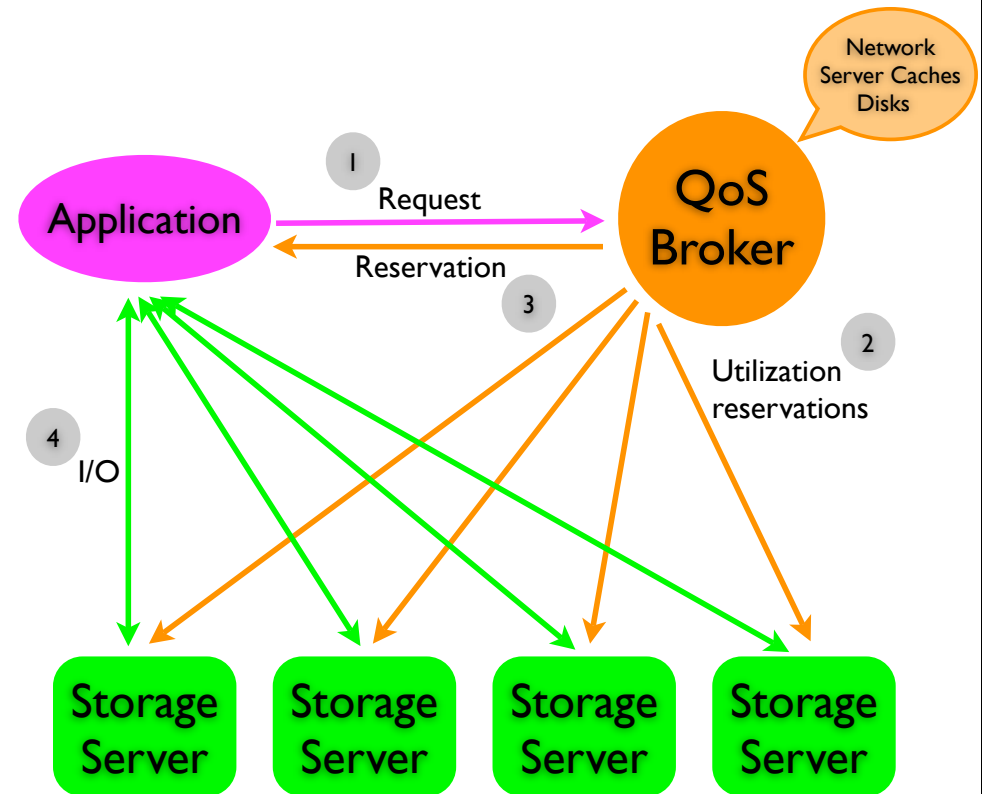 Network
Server Caches
Disks
1
Request
Application
QoS
Broker
Reservation
3
2
Utilization
reservations
4
I/O
Storage
Server
Storage
Server
Storage
Server
Storage
Server